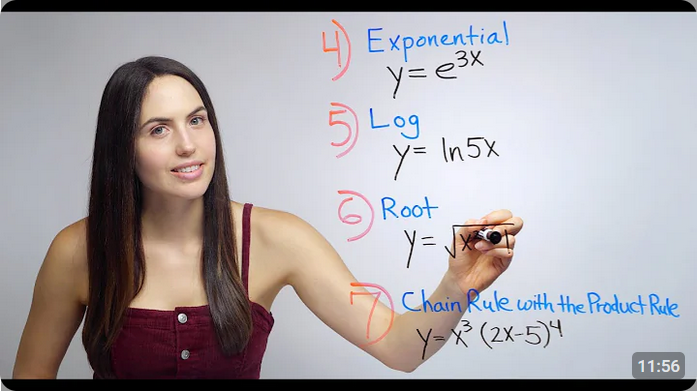 4) Exponential
y = e^3x
5) Log
y = ln5x
6) Root
7) Chain Rule with the Product Rule
y = x^3 (2x-5)^4
11:56